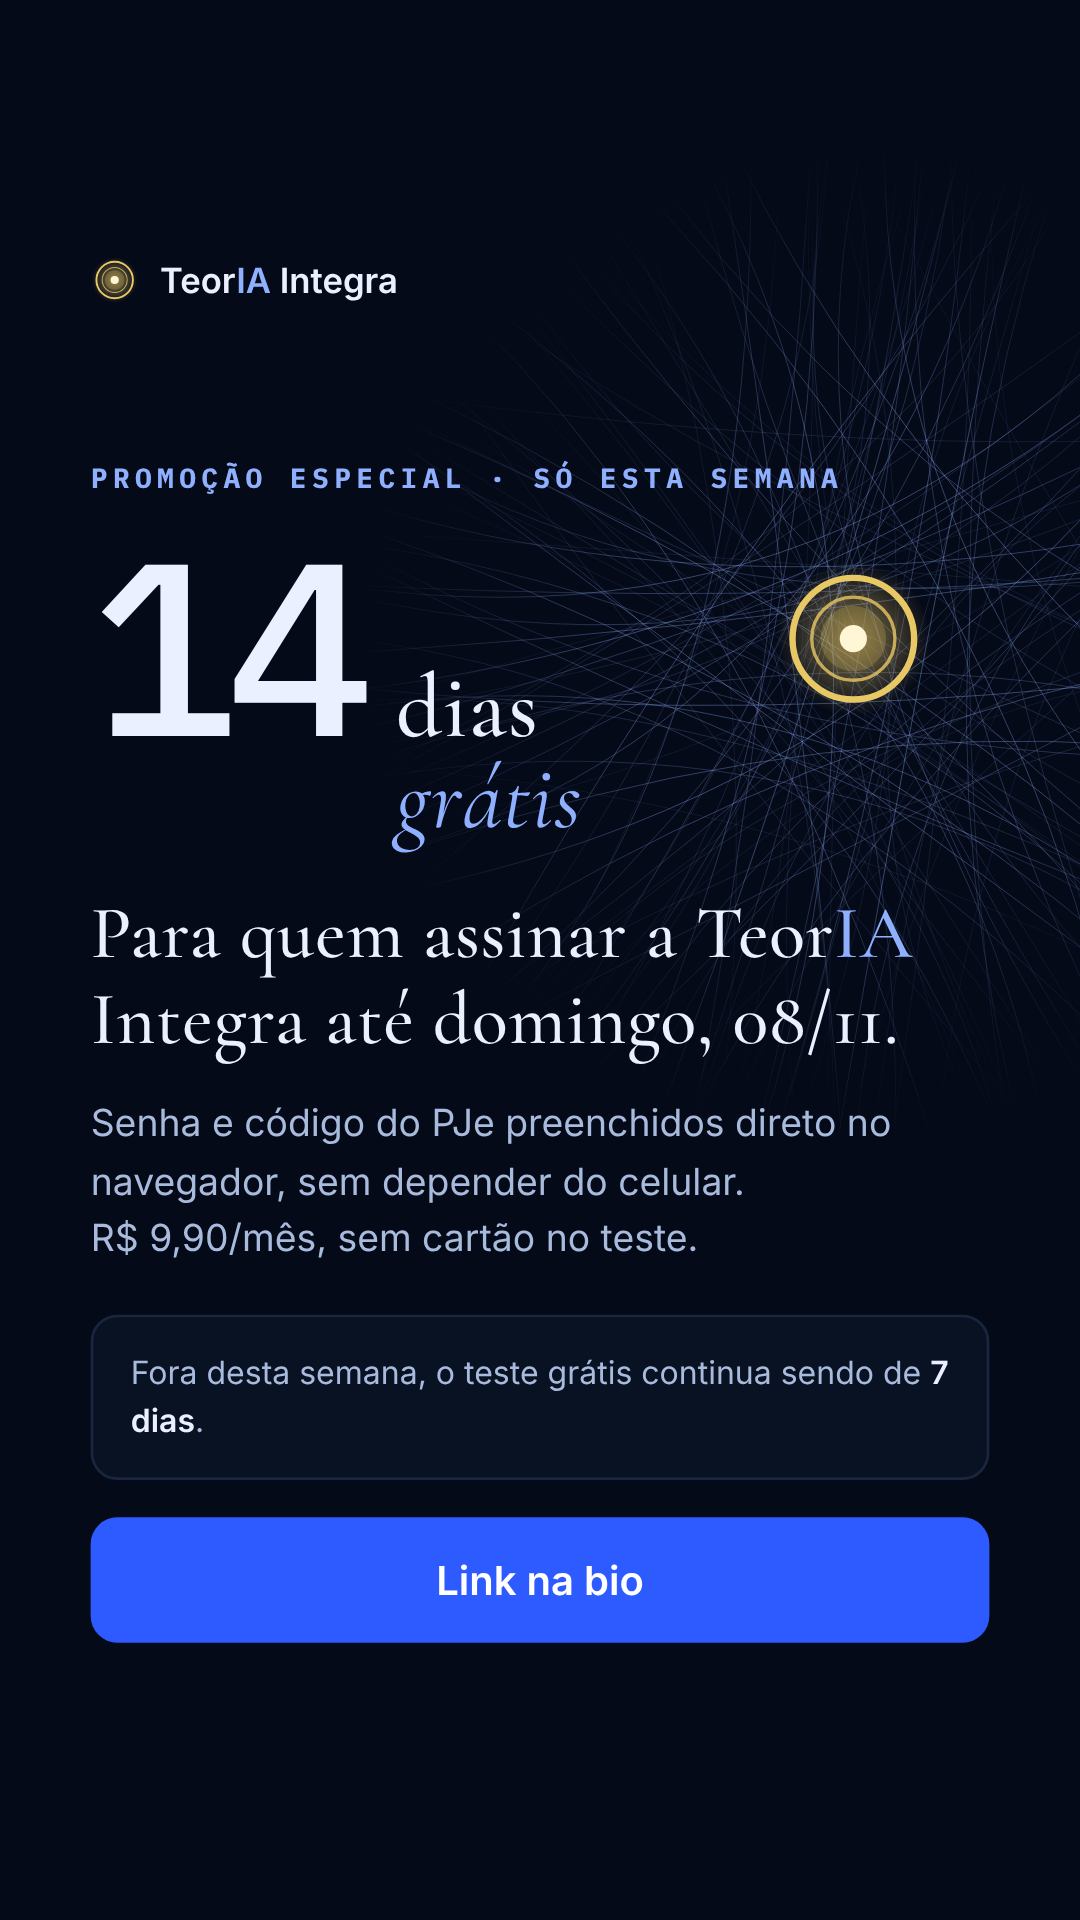 TeorIA Integra
PROMOÇÃO ESPECIAL · SÓ ESTA SEMANA
14 dias
grátis
Para quem assinar a TeorIA
Integra até domingo, 08/11.
Senha e código do PJe preenchidos direto no
navegador, sem depender do celular.
R$ 9,90/mês, sem cartão no teste.
Fora desta semana, o teste grátis continua sendo de 7
dias.
Link na bio